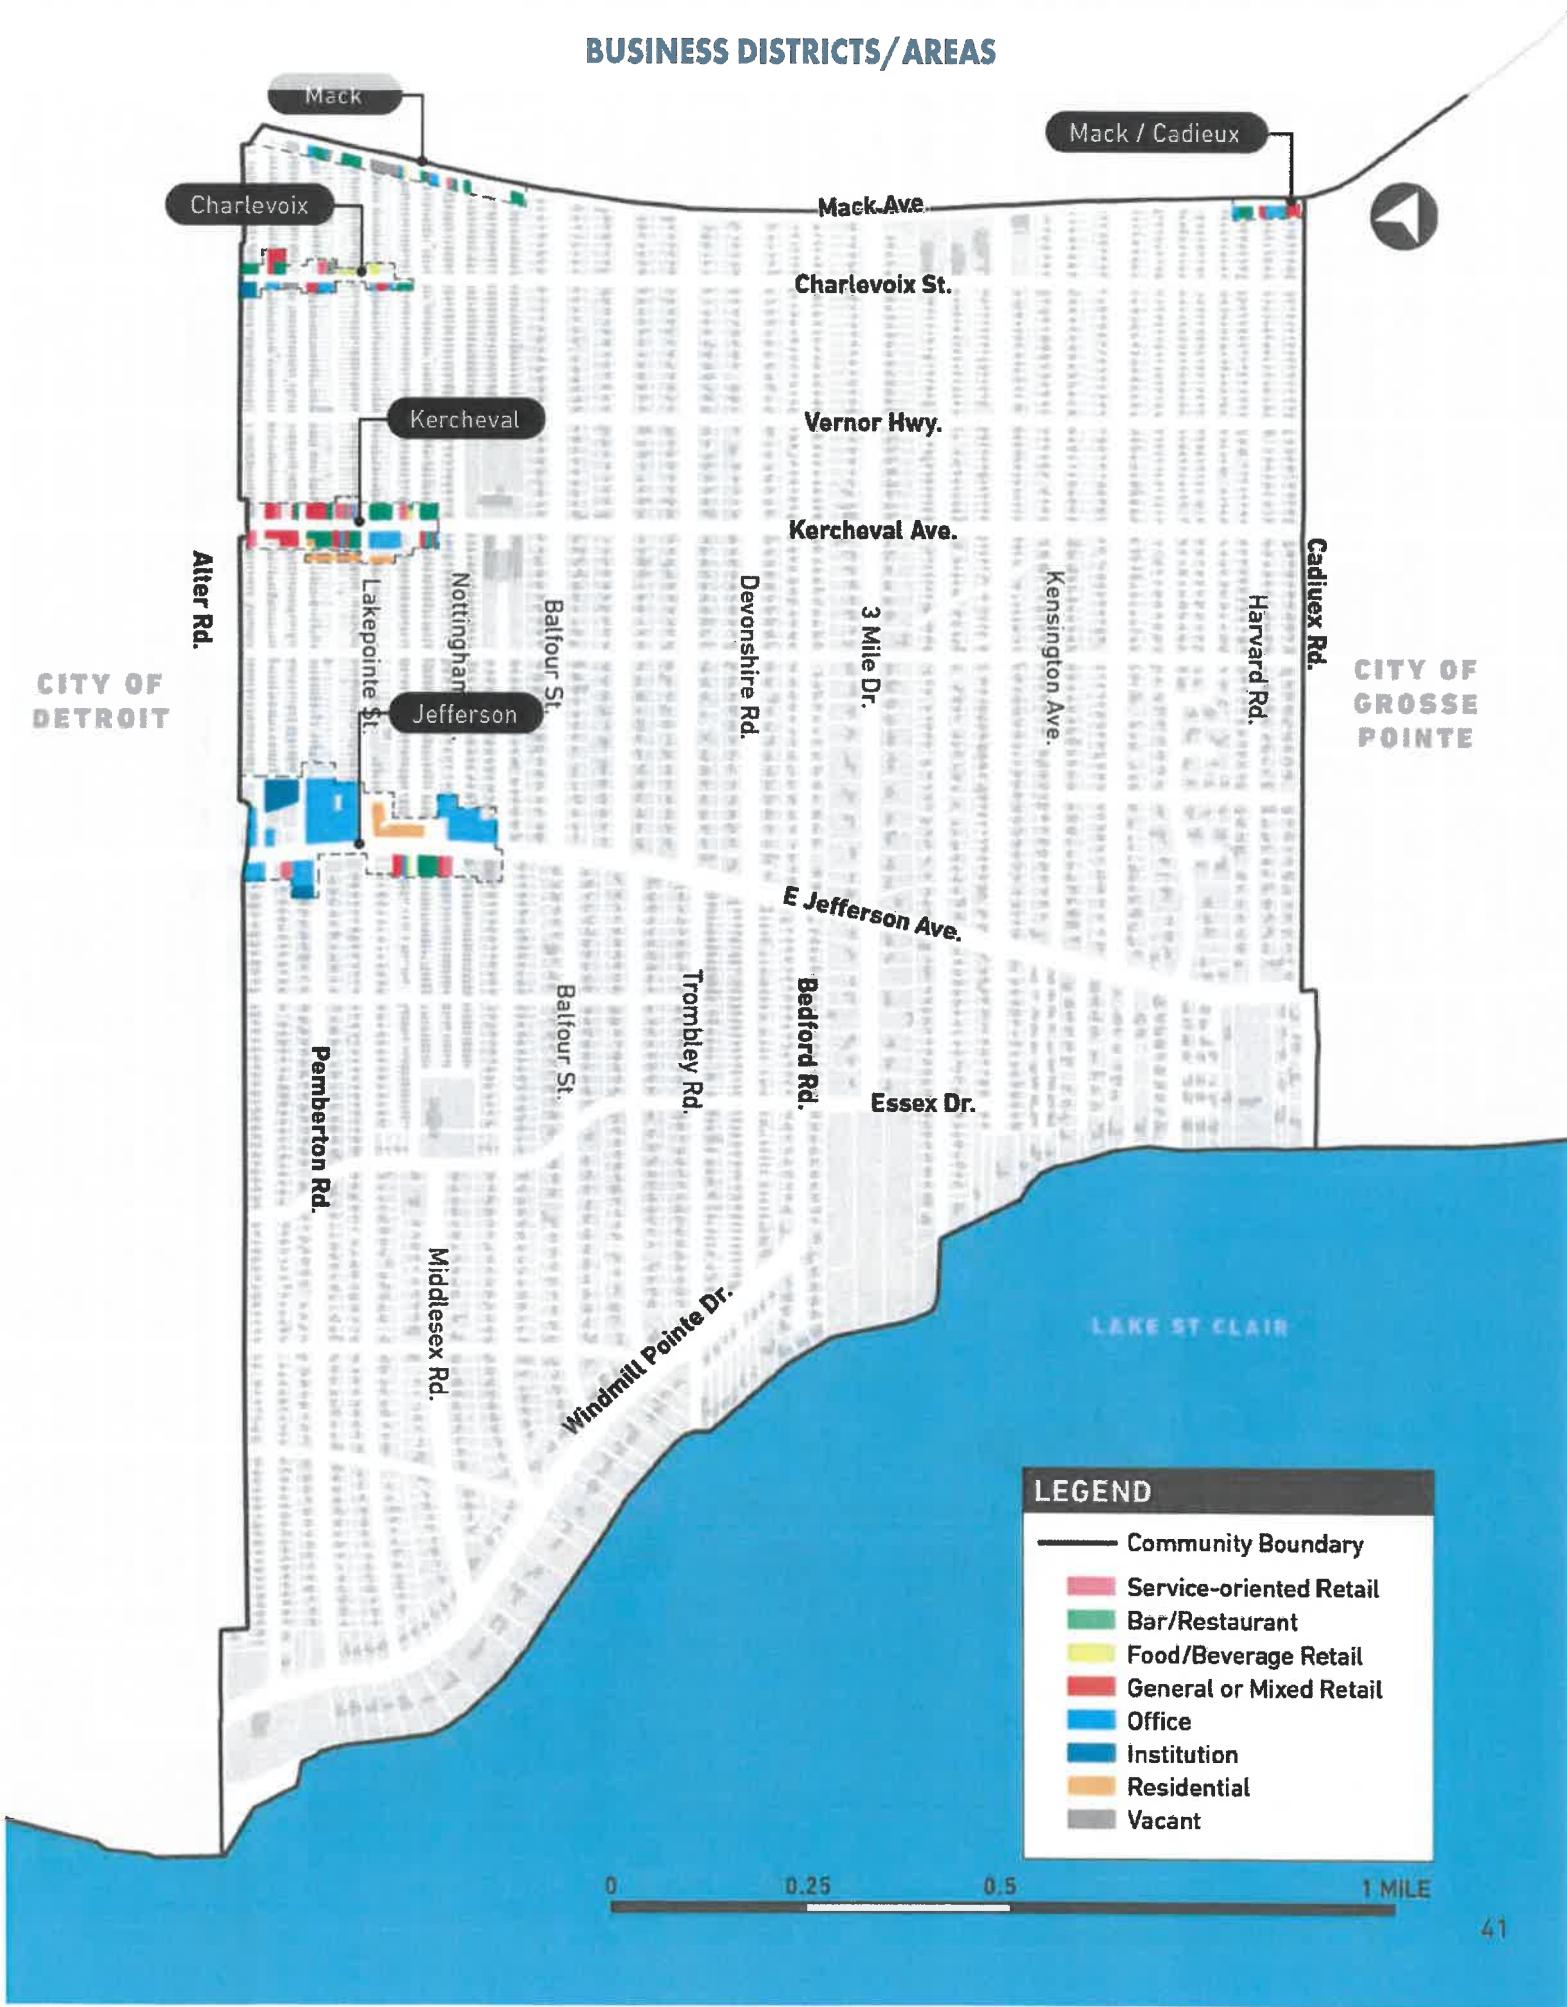 BUSINESS DISTRICTS/AREAS
Mack
Mack / Cadieux
Charlevoix
Mack Ave.
Charlevoix St.
Kercheval
Vernor Hwy.
Kercheval Ave.
Alter Rd.
Lakepointe St.
Nottingham
Balfour St.
Devonshire Rd.
3 Mile Dr.
Kensington Ave.
Harvard Rd.
Cadiuex Rd.
CITY OF
DETROIT
CITY OF
GROSSE
POINTE
Jefferson
E Jefferson Ave.
Balfour St.
Trombley Rd.
Bedford Rd.
Essex Dr.
Pemberton Rd.
Middlesex Rd.
Windmill Pointe Dr.
LAKE ST CLAIR
LEGEND
Community Boundary
Service-oriented Retail
Bar/Restaurant
Food/Beverage Retail
General or Mixed Retail
Office
Institution
Residential
Vacant
0 0.25 0.5 1 MILE
41